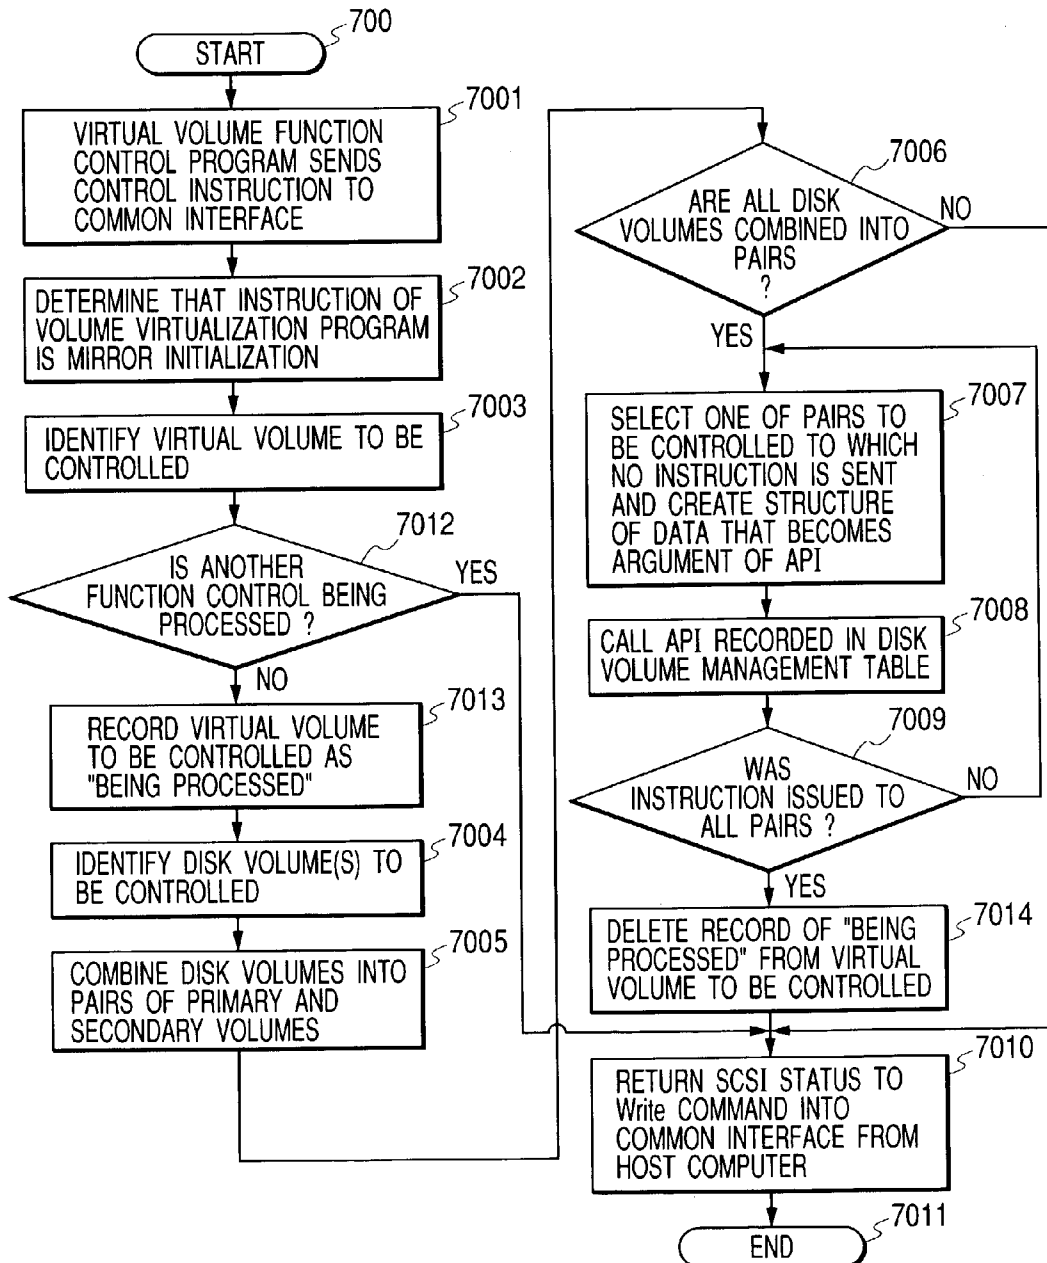 700
START
7001
VIRTUAL VOLUME FUNCTION
CONTROL PROGRAM SENDS
CONTROL INSTRUCTION TO
COMMON INTERFACE
7002
DETERMINE THAT INSTRUCTION OF
VOLUME VIRTUALIZATION PROGRAM
IS MIRROR INITIALIZATION
7003
IDENTIFY VIRTUAL VOLUME TO BE
CONTROLLED
7012
IS ANOTHER
FUNCTION CONTROL BEING
PROCESSED ?
YES
NO
7013
RECORD VIRTUAL VOLUME
TO BE CONTROLLED AS
"BEING PROCESSED"
7004
IDENTIFY DISK VOLUME(S) TO
BE CONTROLLED
7005
COMBINE DISK VOLUMES INTO
PAIRS OF PRIMARY AND
SECONDARY VOLUMES
7006
ARE ALL DISK
VOLUMES COMBINED INTO
PAIRS
?
NO
YES
7007
SELECT ONE OF PAIRS TO
BE CONTROLLED TO WHICH
NO INSTRUCTION IS SENT
AND CREATE STRUCTURE
OF DATA THAT BECOMES
ARGUMENT OF API
7008
CALL API RECORDED IN DISK
VOLUME MANAGEMENT TABLE
7009
WAS
INSTRUCTION ISSUED TO
ALL PAIRS ?
NO
YES
7014
DELETE RECORD OF "BEING
PROCESSED" FROM VIRTUAL
VOLUME TO BE CONTROLLED
7010
RETURN SCSI STATUS TO
Write COMMAND INTO
COMMON INTERFACE FROM
HOST COMPUTER
7011
END